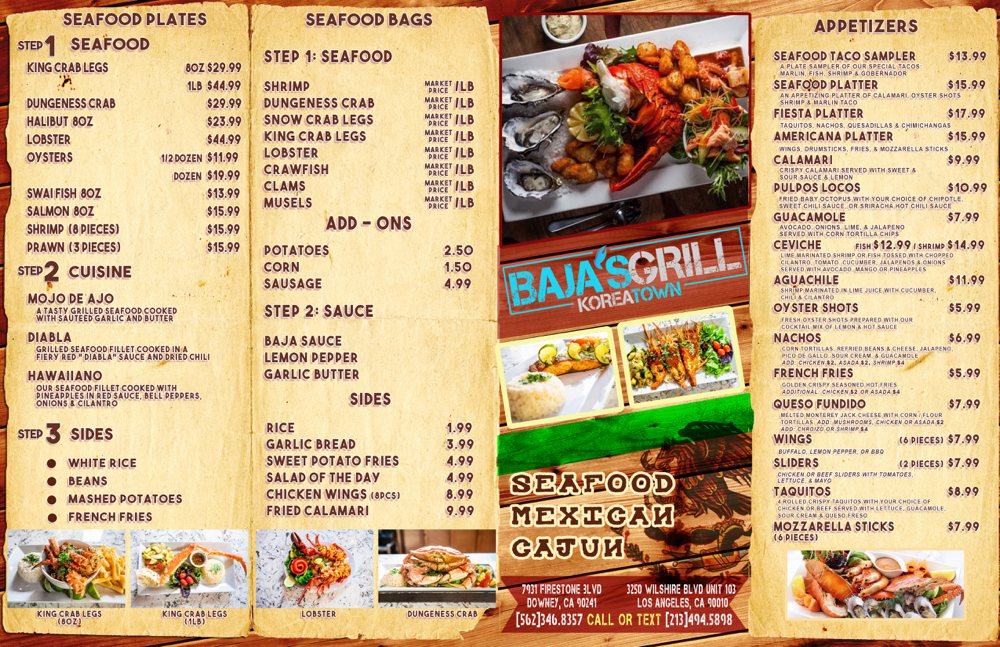 SEAFOOD PLATES
STEP 1 SEAFOOD
KING CRAB LEGS 8OZ $29.99
1LB $44.99
DUNGENESS CRAB $29.99
HALIBUT 8OZ $23.99
LOBSTER $44.99
OYSTERS 1/2 DOZEN $11.99
DOZEN $19.99
SWAI FISH 8OZ $13.99
SALMON 8OZ $15.99
SHRIMP (8 PIECES) $15.99
PRAWN (3 PIECES) $15.99
STEP 2 CUISINE
MOJO DE AJO
A TASTY GRILLED SEAFOOD COOKED
WITH SAUTEED GARLIC AND BUTTER
DIABLA
GRILLED SEAFOOD FILLET COOKED IN A
FIERY RED " DIABLA" SAUCE AND DRIED CHILI
HAWAIIANO
OUR SEAFOOD FILLET COOKED WITH
PINEAPPLES IN RED SAUCE, BELL PEPPERS,
ONIONS & CILANTRO
STEP 3 SIDES
WHITE RICE
BEANS
MASHED POTATOES
FRENCH FRIES
KING CRAB LEGS
(8OZ)
KING CRAB LEGS
(1LB)
LOBSTER
DUNGENESS CRAB
SEAFOOD BAGS
STEP 1: SEAFOOD
SHRIMP MARKET PRICE /LB
DUNGENESS CRAB MARKET PRICE /LB
SNOW CRAB LEGS MARKET PRICE /LB
KING CRAB LEGS MARKET PRICE /LB
LOBSTER MARKET PRICE /LB
CRAWFISH MARKET PRICE /LB
CLAMS MARKET PRICE /LB
MUSELS MARKET PRICE /LB
ADD - ONS
POTATOES 2.50
CORN 1.50
SAUSAGE 4.99
STEP 2: SAUCE
BAJA SAUCE
LEMON PEPPER
GARLIC BUTTER
SIDES
RICE 1.99
GARLIC BREAD 3.99
SWEET POTATO FRIES 4.99
SALAD OF THE DAY 4.99
CHICKEN WINGS (8PCS) 8.99
FRIED CALAMARI 9.99
BAJA'SGRILL
KOREATOWN
SEAFOOD
MEXICAN
CAJUN
7931 FIRESTONE 3LVD
DOWNEY, CA 90241
3250 WILSHIRE BLVD UNIT 103
LOS ANGELES, CA 90010
[562]346.8357 CALL OR TEXT [213]494.5898
APPETIZERS
SEAFOOD TACO SAMPLER $13.99
A PLATE SAMPLER OF OUR SPECIAL TACOS
MARLIN, FISH, SHRIMP & GOBERNADOR
SEAFOOD PLATTER $15.99
AN APPETIZING PLATTER OF CALAMARI, OYSTER SHOTS
SHRIMP & MARLIN TACO
FIESTA PLATTER $17.99
TAQUITOS, NACHOS, QUESADILLAS & CHIMICHANGAS
AMERICANA PLATTER $15.99
WINGS, DRUMSTICKS, FRIES, & MOZZARELLA STICKS
CALAMARI $9.99
CRISPY CALAMARI SERVED WITH SWEET &
SOUR SAUCE & LEMON
PULPOS LOCOS $10.99
FRIED BABY OCTOPUS WITH YOUR CHOICE OF CHIPOTLE,
SWEET CHILI SAUCE, OR SRIRACHA HOT CHILI SAUCE
GUACAMOLE $7.99
AVOCADO, ONIONS, LIME, & JALAPENO
SERVED WITH CORN TORTILLA CHIPS
CEVICHE FISH $12.99 / SHRIMP $14.99
LIME MARINATED SHRIMP OR FISH TOSSED WITH CHOPPED
CILANTRO, TOMATO, CUCUMBER, JALAPENOS & ONIONS
SERVED WITH AVOCADO, MANGO OR PINEAPPLES
AGUACHILE $11.99
SHRIMP MARINATED IN LIME JUICE WITH CUCUMBER,
CHILI & CILANTRO
OYSTER SHOTS $5.99
FRESH OYSTER SHOTS PREPARED WITH OUR
COCKTAIL MIX OF LEMON & HOT SAUCE
NACHOS $6.99
CORN TORTILLAS, REFRIED BEANS & CHEESE, JALAPENO,
PICO DE GALLO, SOUR CREAM, & GUACAMOLE
ADD : CHICKEN $2, ASADA $2, SHRIMP $4
FRENCH FRIES $5.99
GOLDEN CRISPY SEASONED HOT FRIES
ADDITIONAL : CHICKEN $2 OR ASADA $4
QUESO FUNDIDO $7.99
MELTED MONTEREY JACK CHEESE WITH CORN / FLOUR
TORTILLAS, ADD: MUSHROOMS, CHICKEN OR ASADA $2
ADD : CHROIZO OR SHRIMP $4
WINGS (6 PIECES) $7.99
BUFFALO, LEMON PEPPER, OR BBQ
SLIDERS (2 PIECES) $7.99
CHICKEN OR BEEF SLIDERS WITH TOMATOES,
LETTUCE, & MAYO
TAQUITOS $8.99
4 ROLLED CRISPY TAQUITOS WITH YOUR CHOICE OF
CHICKEN OR BEEF SERVED WITH LETTUCE, GUACAMOLE,
SOUR CREAM & QUESO FRESO
MOZZARELLA STICKS $7.99
(6 PIECES)